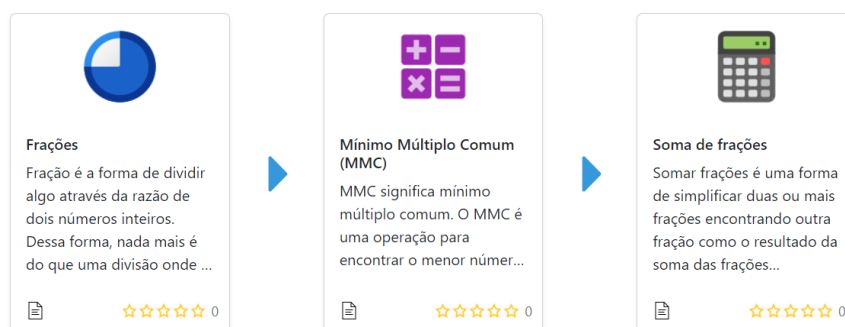 Frações
Fração é a forma de dividir
algo através da razão de
dois números inteiros.
Dessa forma, nada mais é
do que uma divisão onde ...
0
Mínimo Múltiplo Comum
(MMC)
MMC significa mínimo
múltiplo comum. O MMC é
uma operação para
encontrar o menor númer...
0
Soma de frações
Somar frações é uma forma
de simplificar duas ou mais
frações encontrando outra
fração como o resultado da
soma das frações...
0